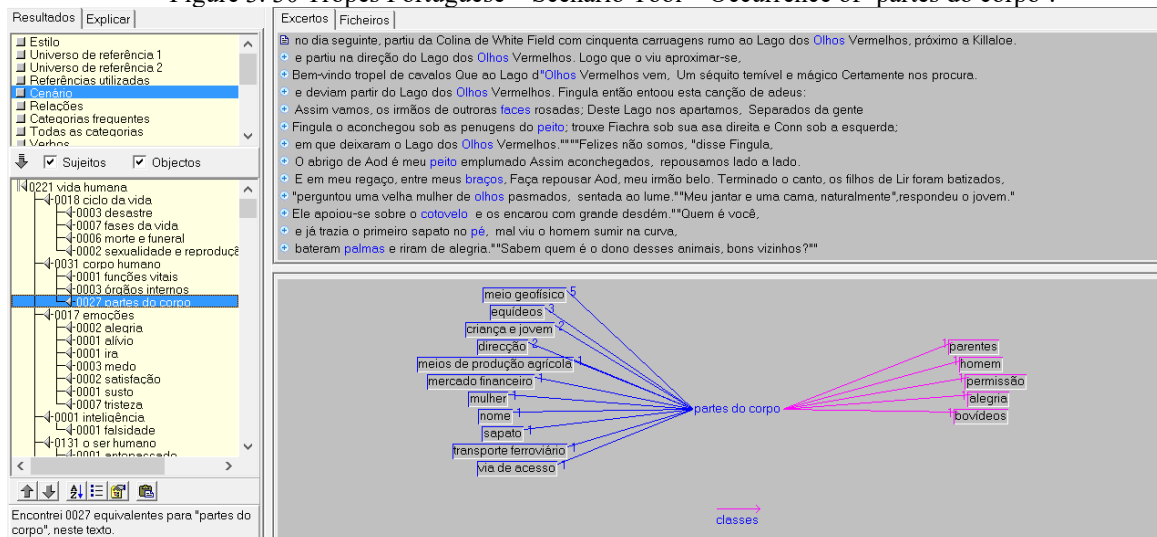 Figure 3. 30 Tropes Portuguese – Scenario Tool – Occurrence of "partes do corpo".
Resultados Explicar
Estilo
Universo de referência 1
Universo de referência 2
Referências utilizadas
Cenário
Relações
Categorias frequentes
Todas as categorias
Verbos
Sujeitos Objectos
0221 vida humana
0018 ciclo da vida
0003 desastre
0007 fases da vida
0006 morte e funeral
0002 sexualidade e reproduçã
0031 corpo humano
0001 funções vitais
0003 órgãos internos
0027 partes do corpo
0017 emoções
0002 alegria
0001 alívio
0001 ira
0003 medo
0002 satisfação
0001 susto
0007 tristeza
0001 inteligência
0001 falsidade
0131 o ser humano
0001 antepassado
Encontrei 0027 equivalentes para "partes do
corpo", neste texto.
Excertos Ficheiros
no dia seguinte, partiu da Colina de White Field com cinquenta carruagens rumo ao Lago dos Olhos Vermelhos, próximo a Killaloe.
e partiu na direção do Lago dos Olhos Vermelhos. Logo que o viu aproximar-se,
Bem-vindo tropel de cavalos Que ao Lago d"Olhos Vermelhos vem, Um séquito temível e mágico Certamente nos procura.
e deviam partir do Lago dos Olhos Vermelhos. Fingula então entoou esta canção de adeus:
Assim vamos, os irmãos de outroras faces rosadas; Deste Lago nos apartamos, Separados da gente
Fingula o aconchegou sob as penugens do peito; trouxe Fiachra sob sua asa direita e Conn sob a esquerda;
em que deixaram o Lago dos Olhos Vermelhos.""""Felizes não somos, "disse Fingula,
O abrigo de Aod é meu peito emplumado Assim aconchegados, repousamos lado a lado.
E em meu regaço, entre meus braços, Faça repousar Aod, meu irmão belo. Terminado o canto, os filhos de Lir foram batizados,
"perguntou uma velha mulher de olhos pasmados, sentada ao lume.""Meu jantar e uma cama, naturalmente",respondeu o jovem."
Ele apoiou-se sobre o cotovelo e os encarou com grande desdém.""Quem é você,
e já trazia o primeiro sapato no pé, mal viu o homem sumir na curva,
bateram palmas e riram de alegria.""Sabem quem é o dono desses animais, bons vizinhos?""
meio geofísico 5
equídeos 3
criança e jovem 2
direcção 2
meios de produção agrícola 1
mercado financeiro 1
mulher 1
nome 1
sapato 1
transporte ferroviário 1
via de acesso 1
partes do corpo
1 parentes
1 homem
1 permissão
1 alegria
1 bovídeos
classes